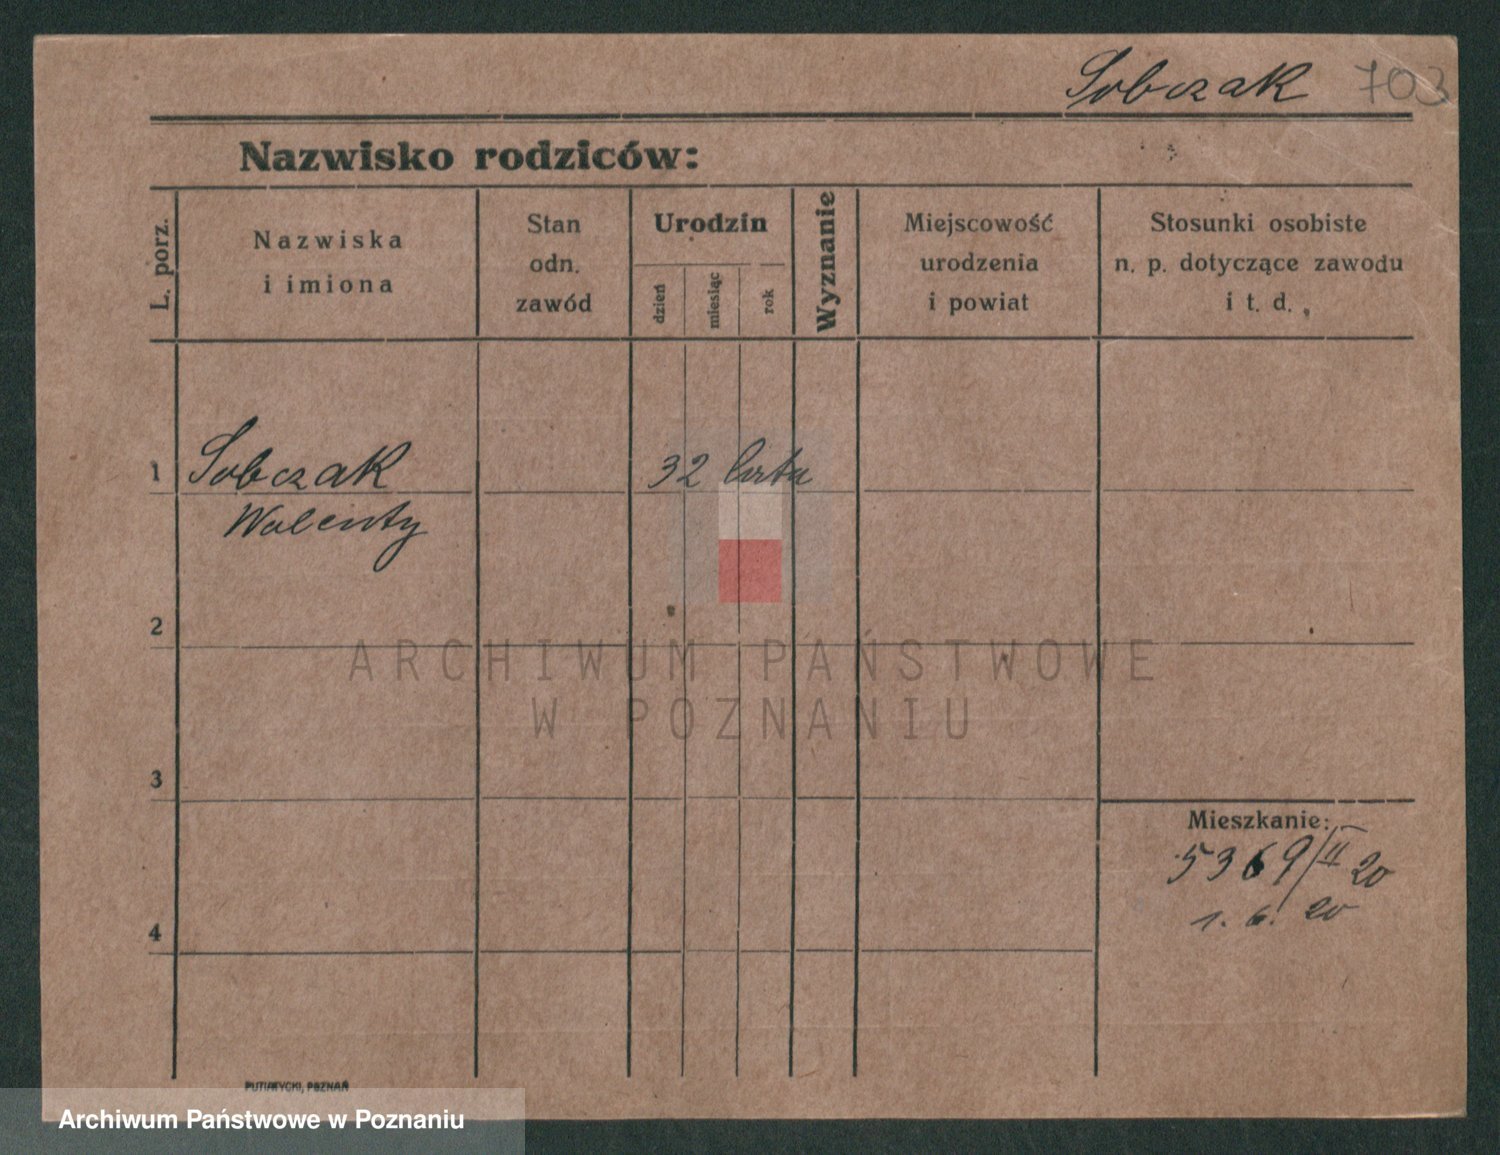 Sobczak 703
Nazwisko rodziców:
L. porz.
Nazwiska
i imiona
Stan
odn.
zawód
Urodzin
dzień
miesiąc
rok
Wyznanie
Miejscowość
urodzenia
i powiat
Stosunki osobiste
n. p. dotyczące zawodu
i t. d.
1 Sobczak 32 lata
Walenty
2
ARCHIWUM PAŃSTWOWE
W POZNANIU
3
Mieszkanie:
5369/II 20
1. 6. 20
4
PUTIATYCKI, POZNAŃ
Archiwum Państwowe w Poznaniu